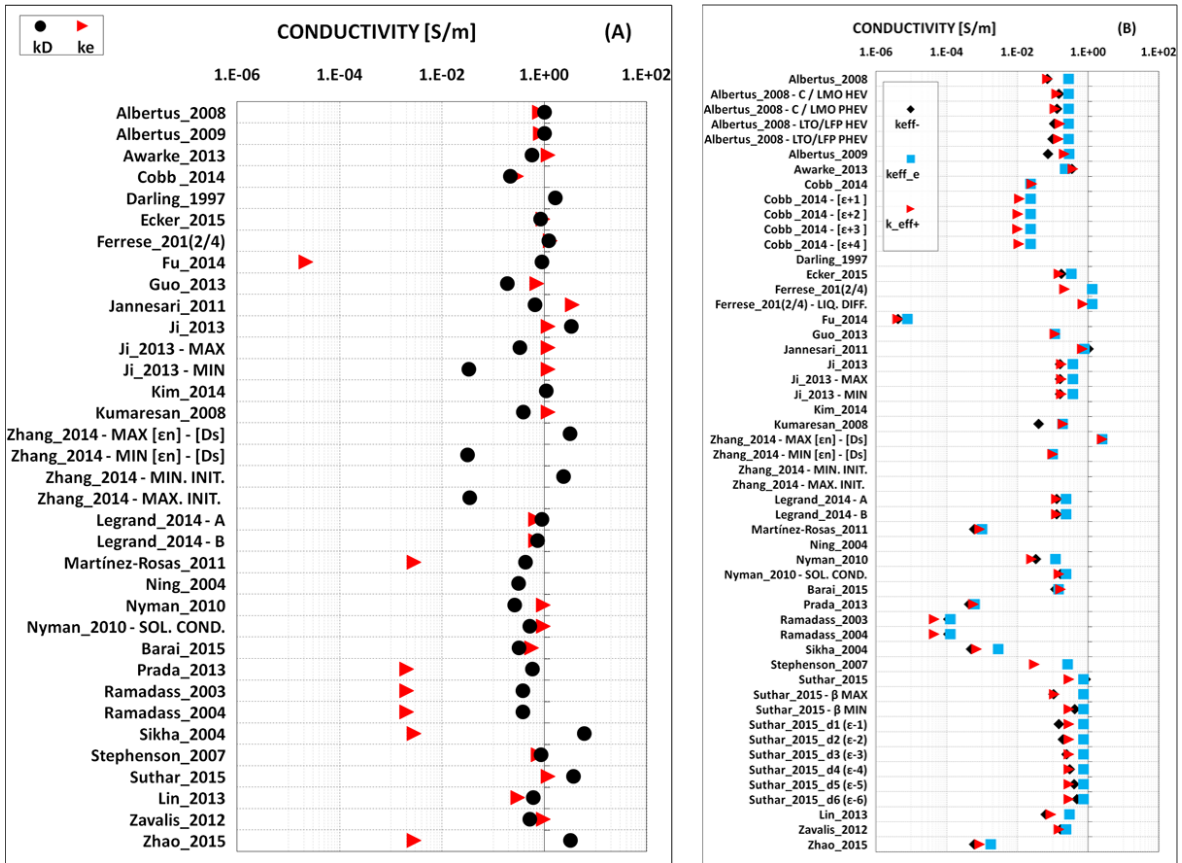 kD ke
CONDUCTIVITY [S/m] (A)
1.E-06 1.E-04 1.E-02 1.E+00 1.E+02
Albertus_2008
Albertus_2009
Awarke_2013
Cobb_2014
Darling_1997
Ecker_2015
Ferrese_201(2/4)
Fu_2014
Guo_2013
Jannesari_2011
Ji_2013
Ji_2013 - MAX
Ji_2013 - MIN
Kim_2014
Kumaresan_2008
Zhang_2014 - MAX [εn] - [Ds]
Zhang_2014 - MIN [εn] - [Ds]
Zhang_2014 - MIN. INIT.
Zhang_2014 - MAX. INIT.
Legrand_2014 - A
Legrand_2014 - B
Martínez-Rosas_2011
Ning_2004
Nyman_2010
Nyman_2010 - SOL. COND.
Barai_2015
Prada_2013
Ramadass_2003
Ramadass_2004
Sikha_2004
Stephenson_2007
Suthar_2015
Lin_2013
Zavalis_2012
Zhao_2015
CONDUCTIVITY [S/m] (B)
1.E-06 1.E-04 1.E-02 1.E+00 1.E+02
keff-
keff_e
k_eff+
Albertus_2008
Albertus_2008 - C / LMO HEV
Albertus_2008 - C / LMO PHEV
Albertus_2008 - LTO/LFP HEV
Albertus_2008 - LTO/LFP PHEV
Albertus_2009
Awarke_2013
Cobb_2014
Cobb_2014 - [ε+1 ]
Cobb_2014 - [ε+2 ]
Cobb_2014 - [ε+3 ]
Cobb_2014 - [ε+4 ]
Darling_1997
Ecker_2015
Ferrese_201(2/4)
Ferrese_201(2/4) - LIQ. DIFF.
Fu_2014
Guo_2013
Jannesari_2011
Ji_2013
Ji_2013 - MAX
Ji_2013 - MIN
Kim_2014
Kumaresan_2008
Zhang_2014 - MAX [εn] - [Ds]
Zhang_2014 - MIN [εn] - [Ds]
Zhang_2014 - MIN. INIT.
Zhang_2014 - MAX. INIT.
Legrand_2014 - A
Legrand_2014 - B
Martínez-Rosas_2011
Ning_2004
Nyman_2010
Nyman_2010 - SOL. COND.
Barai_2015
Prada_2013
Ramadass_2003
Ramadass_2004
Sikha_2004
Stephenson_2007
Suthar_2015
Suthar_2015 - β MAX
Suthar_2015 - β MIN
Suthar_2015_ d1 (ε-1)
Suthar_2015_ d2 (ε-2)
Suthar_2015_ d3 (ε-3)
Suthar_2015_ d4 (ε-4)
Suthar_2015_ d5 (ε-5)
Suthar_2015_ d6 (ε-6)
Lin_2013
Zavalis_2012
Zhao_2015